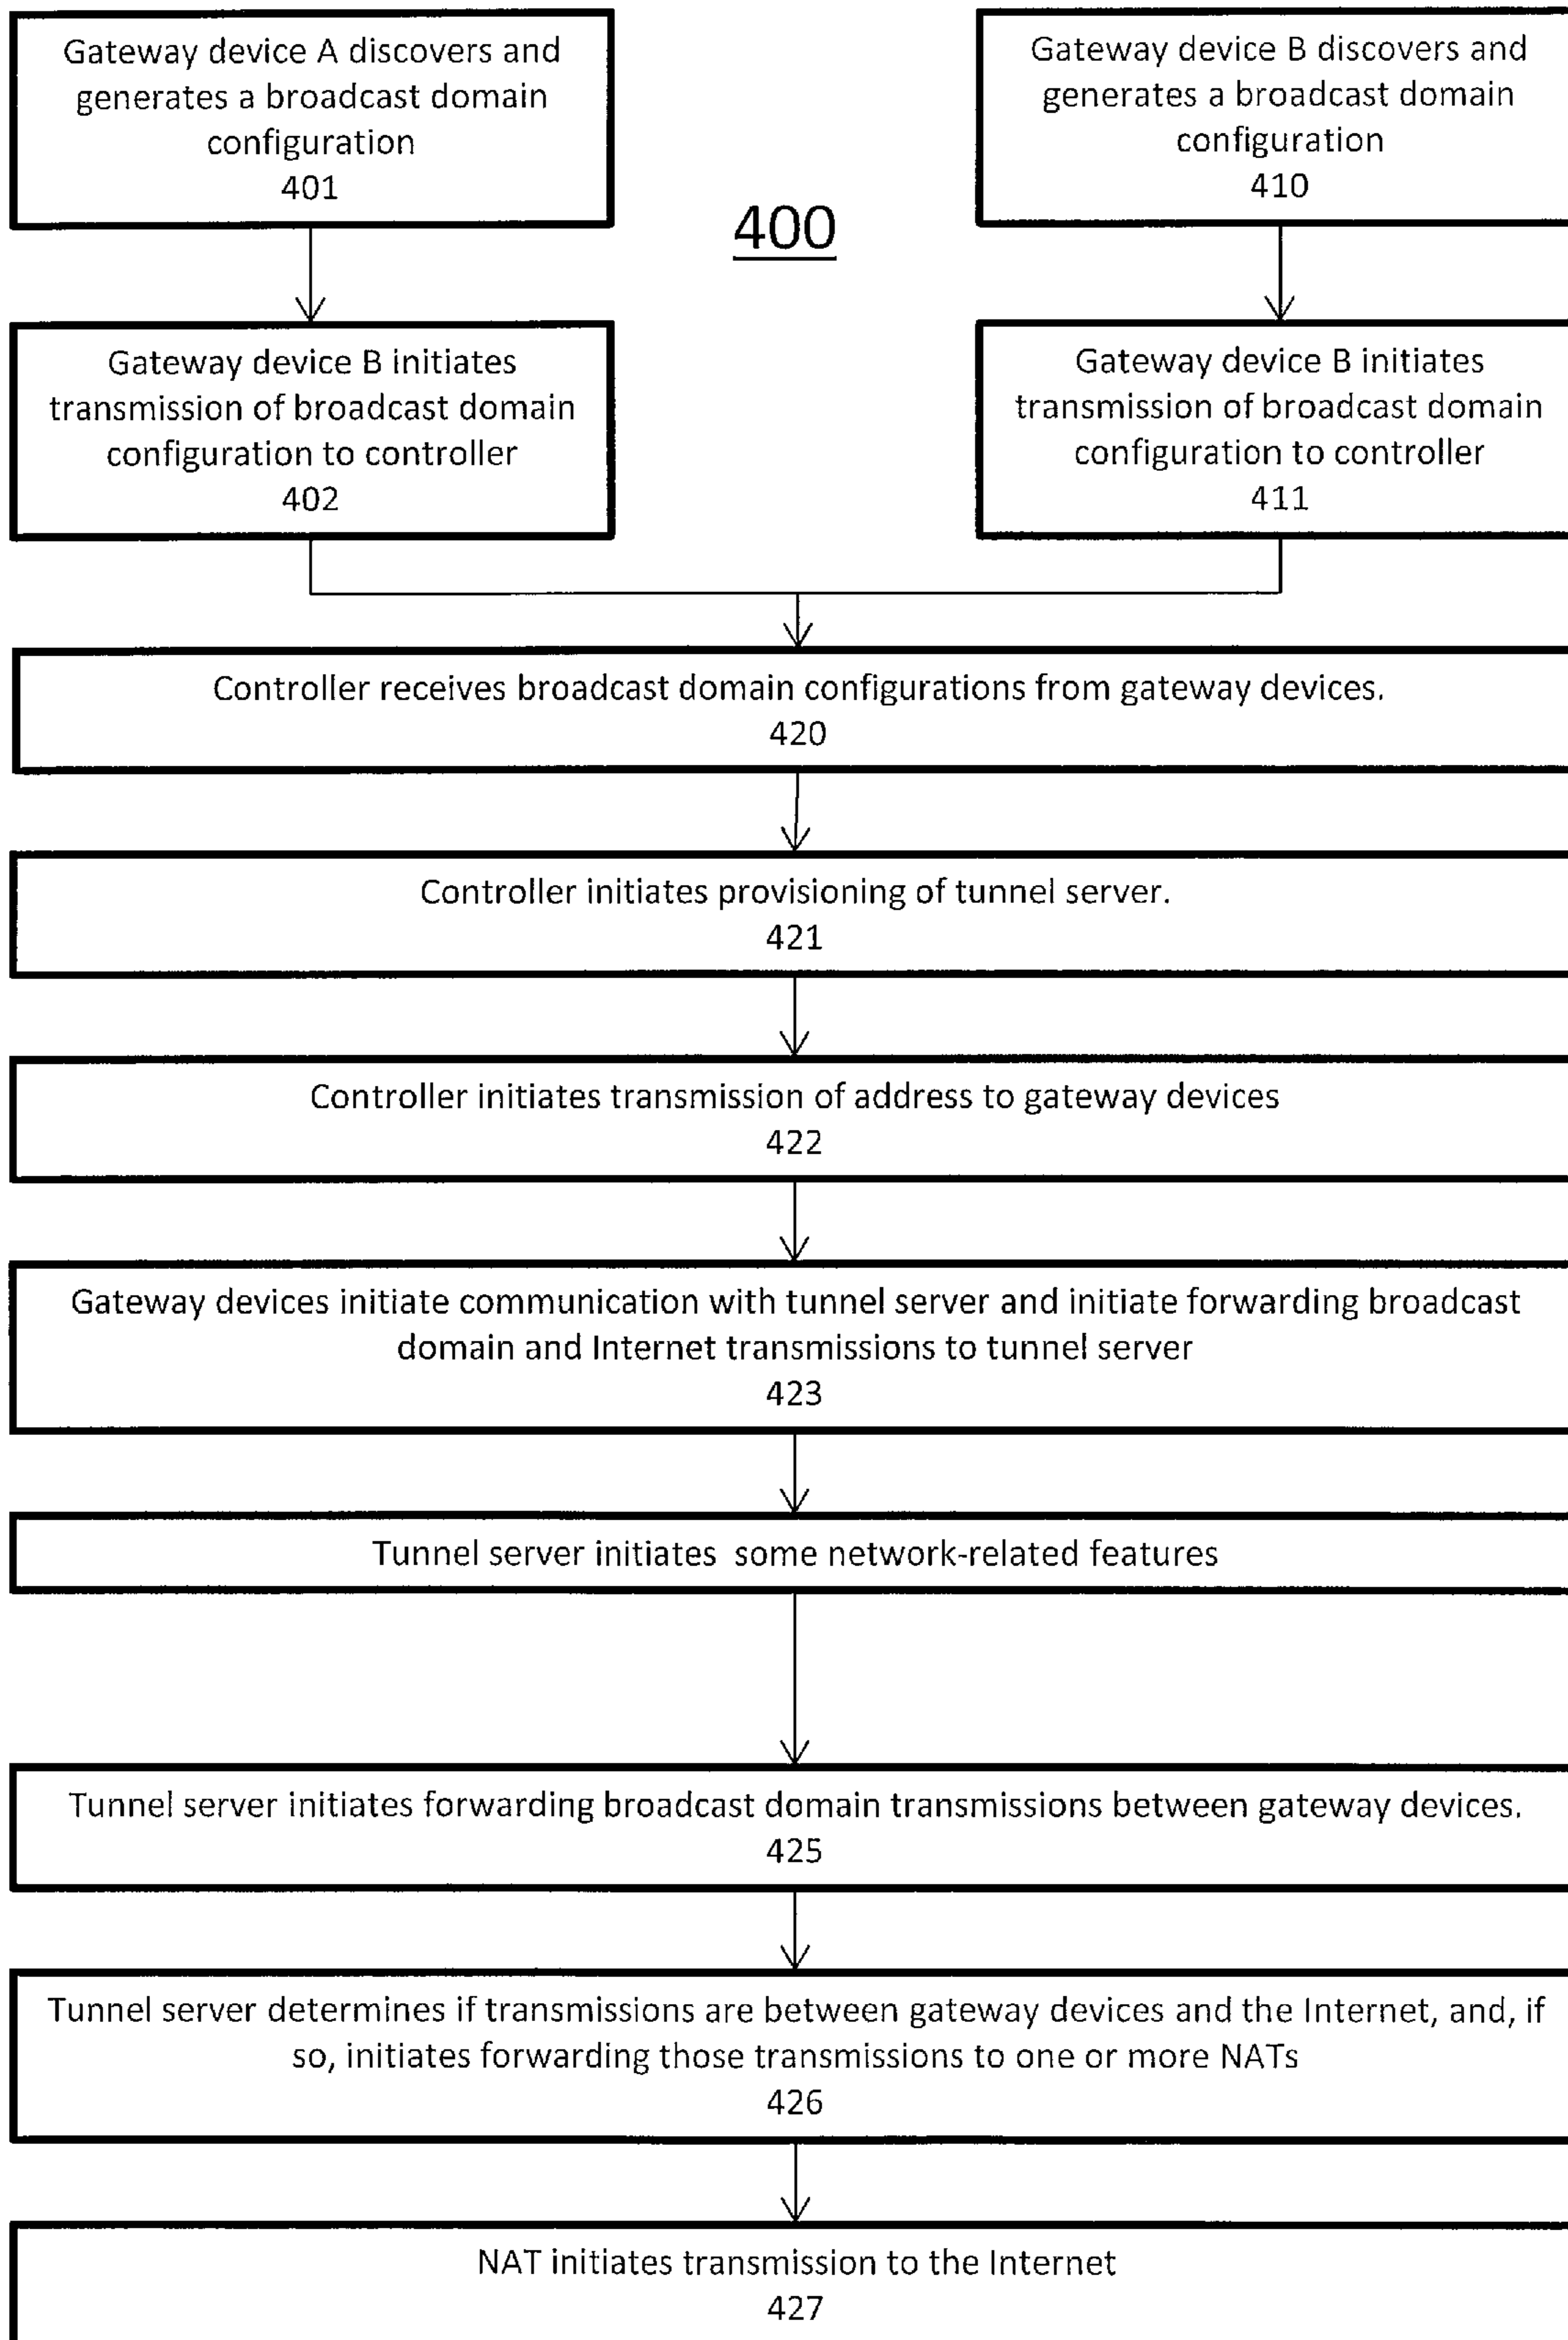 Gateway device A discovers and
generates a broadcast domain
configuration
401
Gateway device B discovers and
generates a broadcast domain
configuration
410
400
Gateway device B initiates
transmission of broadcast domain
configuration to controller
402
Gateway device B initiates
transmission of broadcast domain
configuration to controller
411
Controller receives broadcast domain configurations from gateway devices.
420
Controller initiates provisioning of tunnel server.
421
Controller initiates transmission of address to gateway devices
422
Gateway devices initiate communication with tunnel server and initiate forwarding broadcast
domain and Internet transmissions to tunnel server
423
Tunnel server initiates some network-related features
Tunnel server initiates forwarding broadcast domain transmissions between gateway devices.
425
Tunnel server determines if transmissions are between gateway devices and the Internet, and, if
so, initiates forwarding those transmissions to one or more NATs
426
NAT initiates transmission to the Internet
427